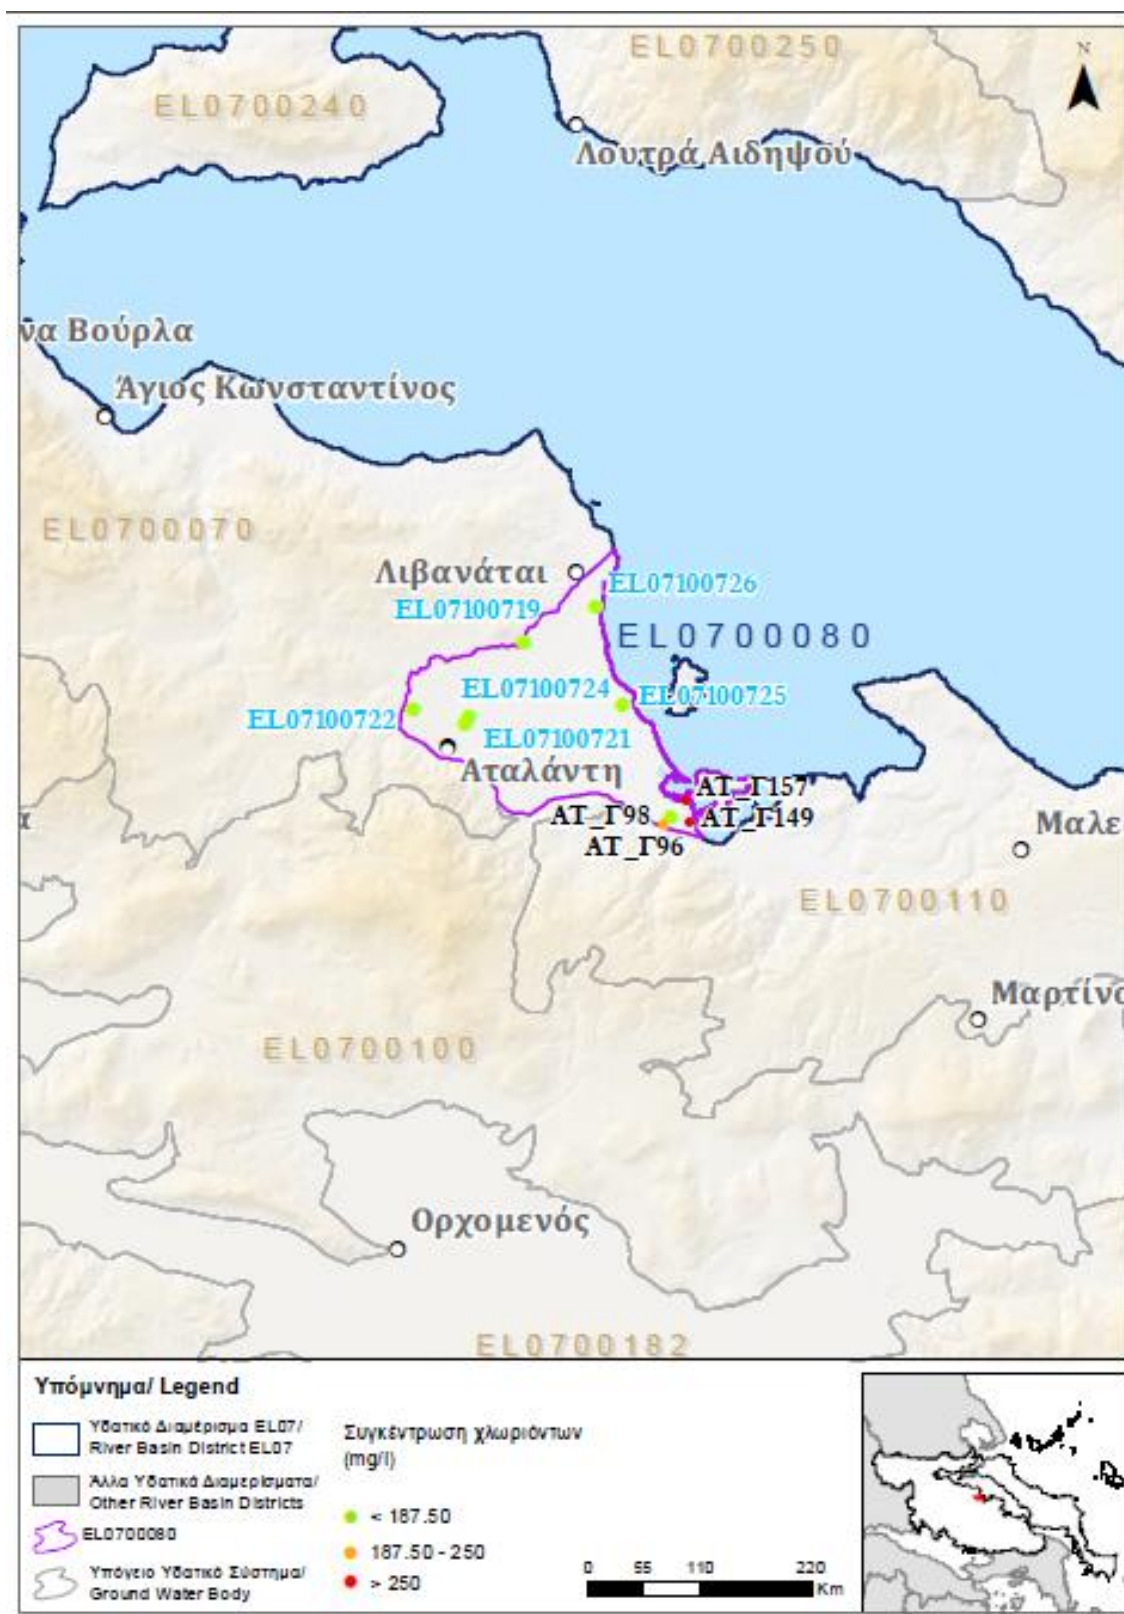 EL0700250
N
EL0700240
Λουτρά Αιδηψού
να Βούρλα
Άγιος Κωνσταντίνος
EL0700070
Λιβανάται
EL07100726
EL07100719
EL0700080
EL07100724
EL07100725
EL07100722
EL07100721
Αταλάντη
ΑΤ_Γ157
ΑΤ_Γ98
ΑΤ_Γ149
ΑΤ_Γ96
Μαλε
EL0700110
Μαρτίνο
EL0700100
Ορχομενός
EL0700182
Υπόμνημα/ Legend
Υδατικό Διαμέρισμα EL07/
River Basin District EL07
Άλλα Υδατικά Διαμερίσματα/
Other River Basin Districts
EL0700080
Υπόγειο Υδατικό Σύστημα/
Ground Water Body
Συγκέντρωση χλωριόντων
(mg/l)
< 187.50
187.50 - 250
> 250
0 55 110 220
Km